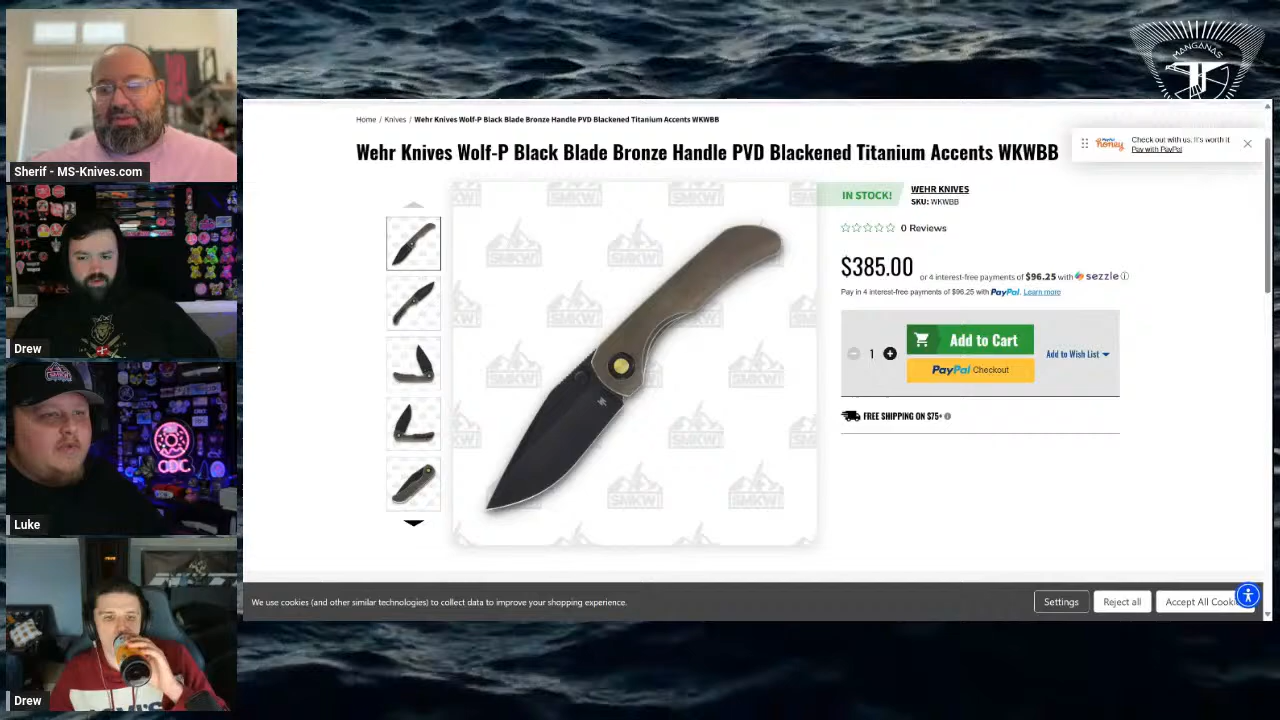 MANGANAS
Sherif - MS-Knives.com
Drew
Luke
CDC
Drew
Home / Knives / Wehr Knives Wolf-P Black Blade Bronze Handle PVD Blackened Titanium Accents WKWBB
Wehr Knives Wolf-P Black Blade Bronze Handle PVD Blackened Titanium Accents WKWBB
PayPal
honey
Check out with us. It's worth it
Pay with PayPal
IN STOCK!
WEHR KNIVES
SKU: WKWBB
0 Reviews
$385.00 or 4 interest-free payments of $96.25 with sezzle
Pay in 4 interest-free payments of $96.25 with PayPal. Learn more
1
Add to Cart
PayPal Checkout
Add to Wish List
FREE SHIPPING ON $75+
SMKW
We use cookies (and other similar technologies) to collect data to improve your shopping experience.
Settings
Reject all
Accept All Cook